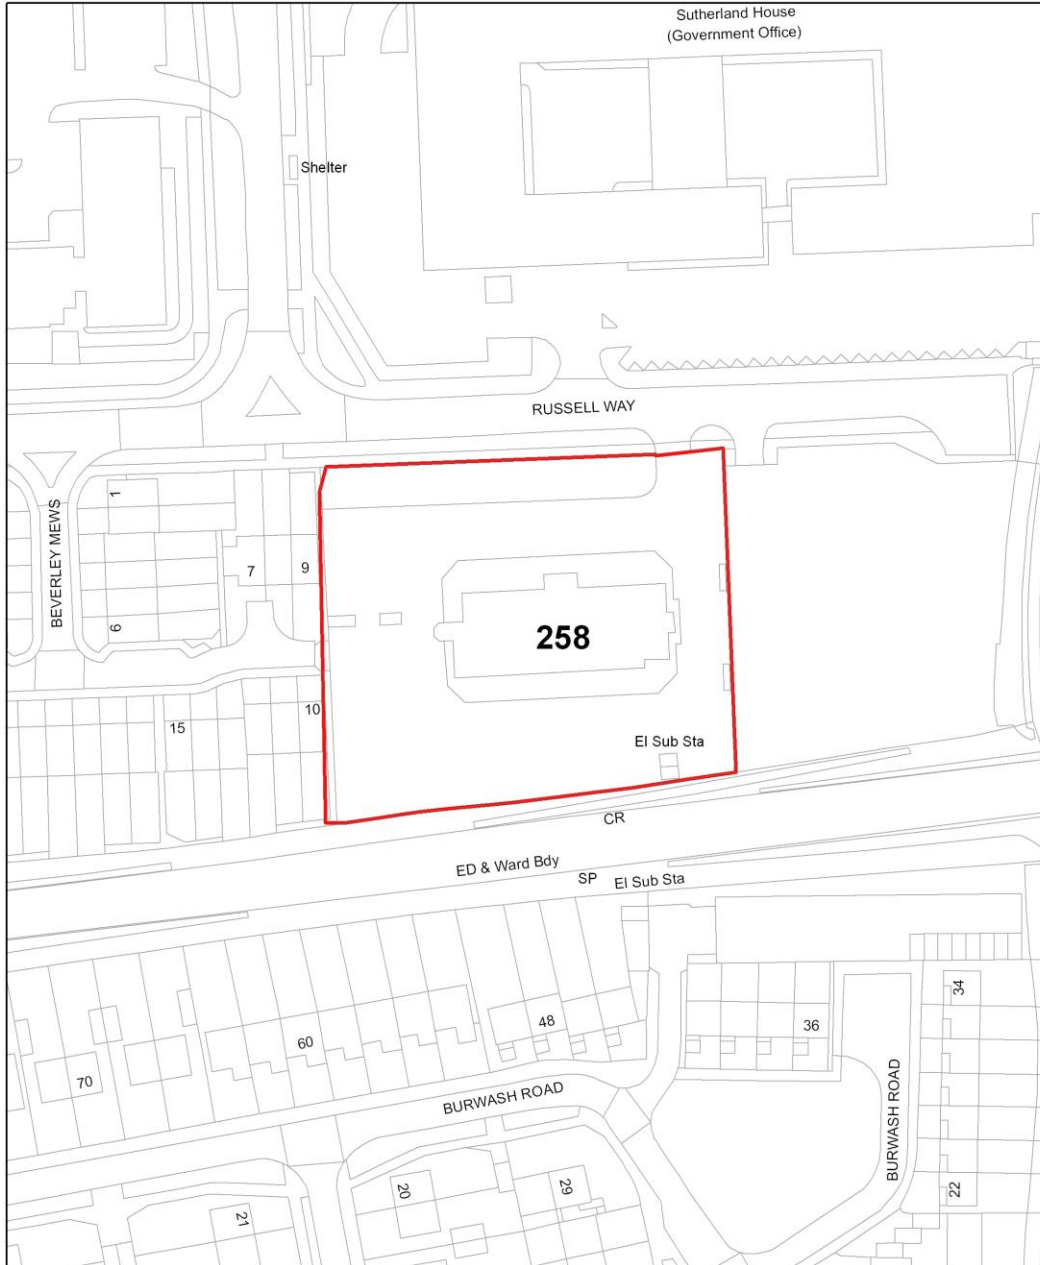 Sutherland House
(Government Office)
Shelter
RUSSELL WAY
BEVERLEY MEWS
1
6
7
9
258
10
15
El Sub Sta
CR
ED & Ward Bdy
SP
El Sub Sta
34
48
36
60
70
BURWASH ROAD
BURWASH ROAD
20
29
22
21